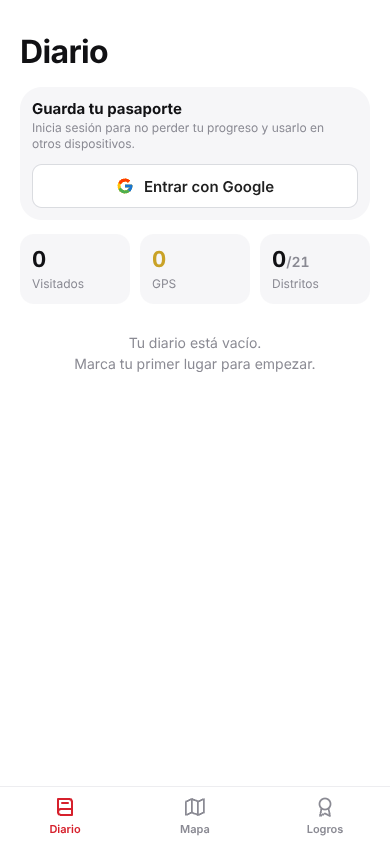 Diario
Guarda tu pasaporte
Inicia sesión para no perder tu progreso y usarlo en
otros dispositivos.
Entrar con Google
0
Visitados
0
GPS
0/21
Distritos
Tu diario está vacío.
Marca tu primer lugar para empezar.
Diario
Mapa
Logros